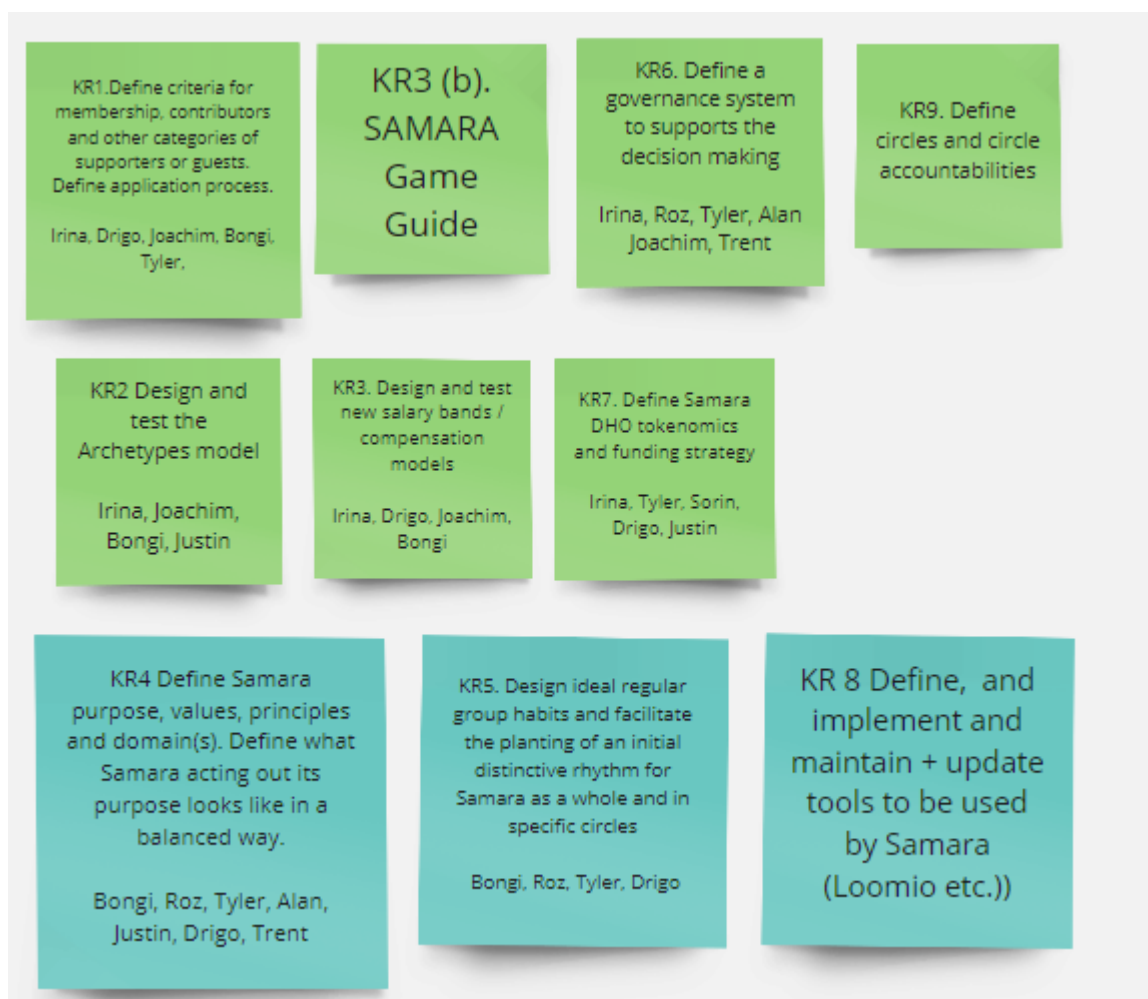 KR1.Define criteria for
membership, contributors
and other categories of
supporters or guests.
Define application process.
Irina, Drigo, Joachim, Bongi,
Tyler,
KR3 (b).
SAMARA
Game
Guide
KR6. Define a
governance system
to supports the
decision making
Irina, Roz, Tyler, Alan
Joachim, Trent
KR9. Define
circles and circle
accountabilities
KR2 Design and
test the
Archetypes model
Irina, Joachim,
Bongi, Justin
KR3. Design and test
new salary bands /
compensation
models
Irina, Drigo, Joachim,
Bongi
KR7. Define Samara
DHO tokenomics
and funding strategy
Irina, Tyler, Sorin,
Drigo, Justin
KR4 Define Samara
purpose, values, principles
and domain(s). Define what
Samara acting out its
purpose looks like in a
balanced way.
Bongi, Roz, Tyler, Alan,
Justin, Drigo, Trent
KR5. Design ideal regular
group habits and facilitate
the planting of an initial
distinctive rhythm for
Samara as a whole and in
specific circles
Bongi, Roz, Tyler, Drigo
KR 8 Define,  and
implement and
maintain + update
tools to be used
by Samara
(Loomio etc.))